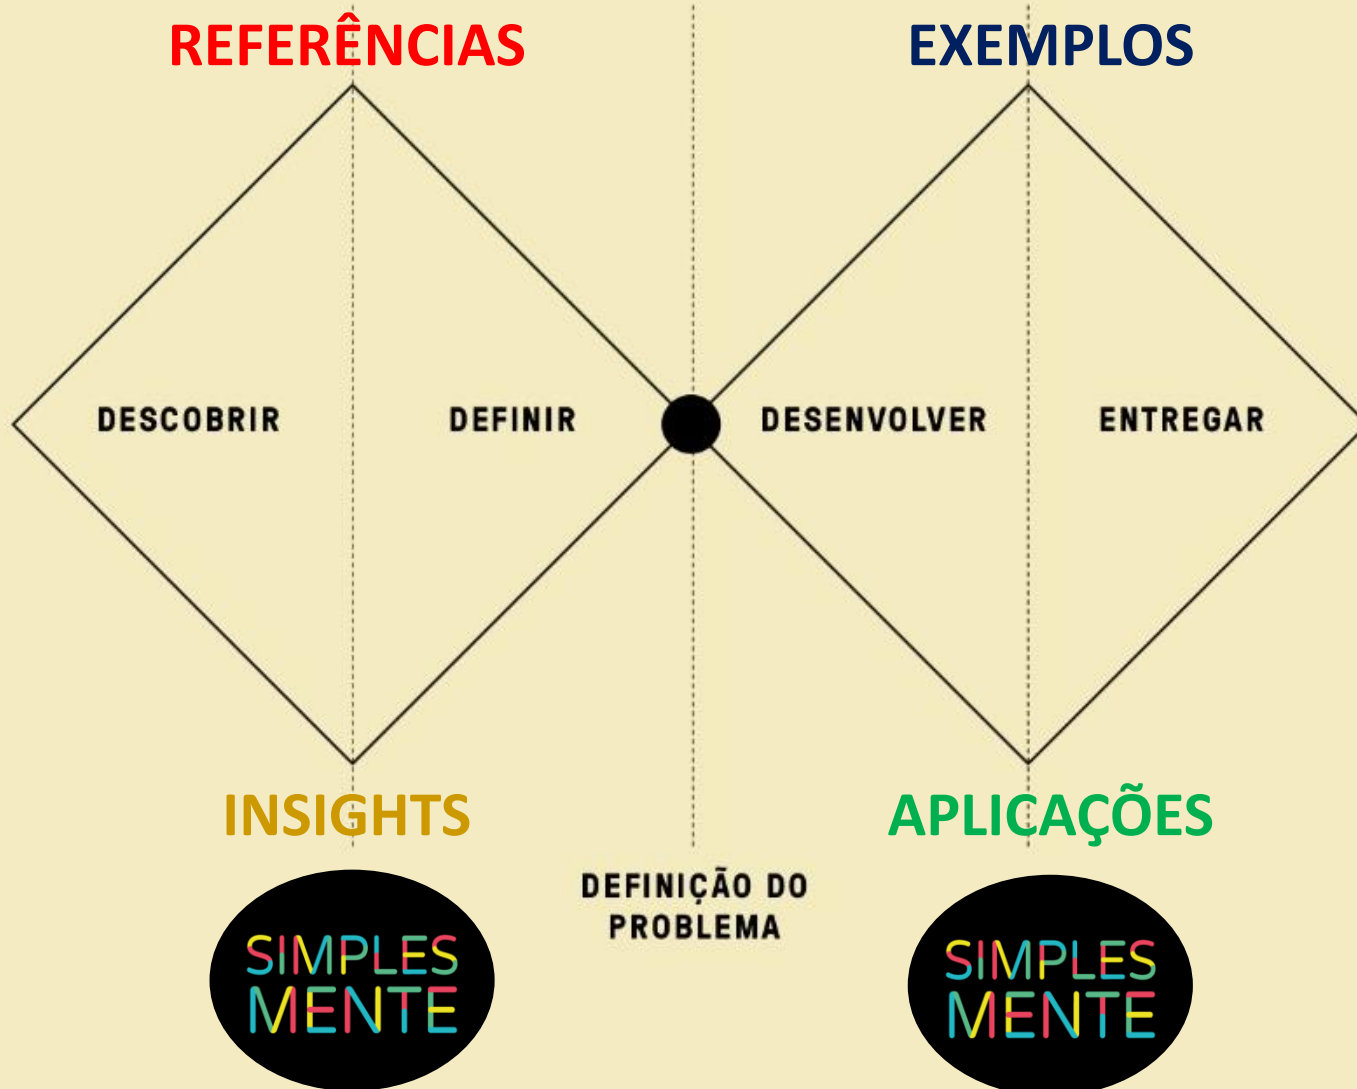 REFERÊNCIAS
EXEMPLOS
DESCOBRIR
DEFINIR
DESENVOLVER
ENTREGAR
INSIGHTS
APLICAÇÕES
DEFINIÇÃO DO
PROBLEMA
SIMPLES
MENTE
SIMPLES
MENTE